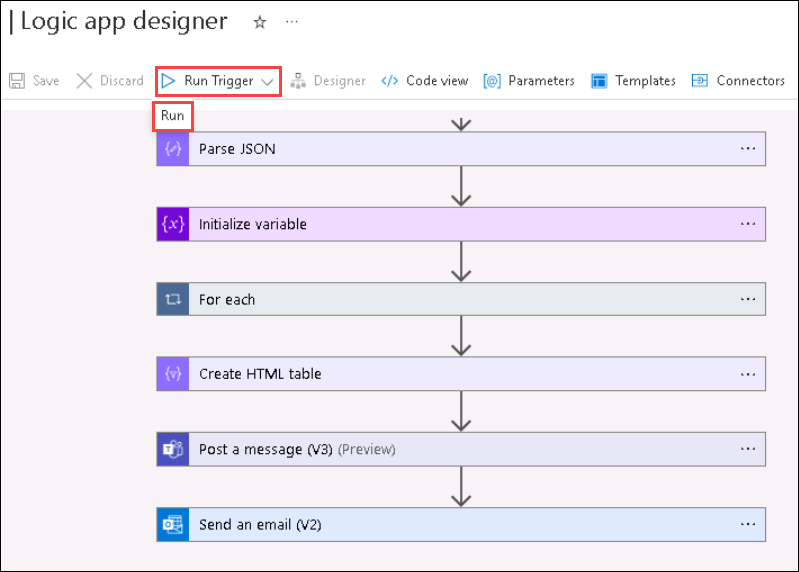 | Logic app designer
Save Discard Run Trigger Designer </> Code view [@] Parameters Templates Connectors
Run
Parse JSON
{x} Initialize variable
For each
Create HTML table
Post a message (V3) (Preview)
Send an email (V2)